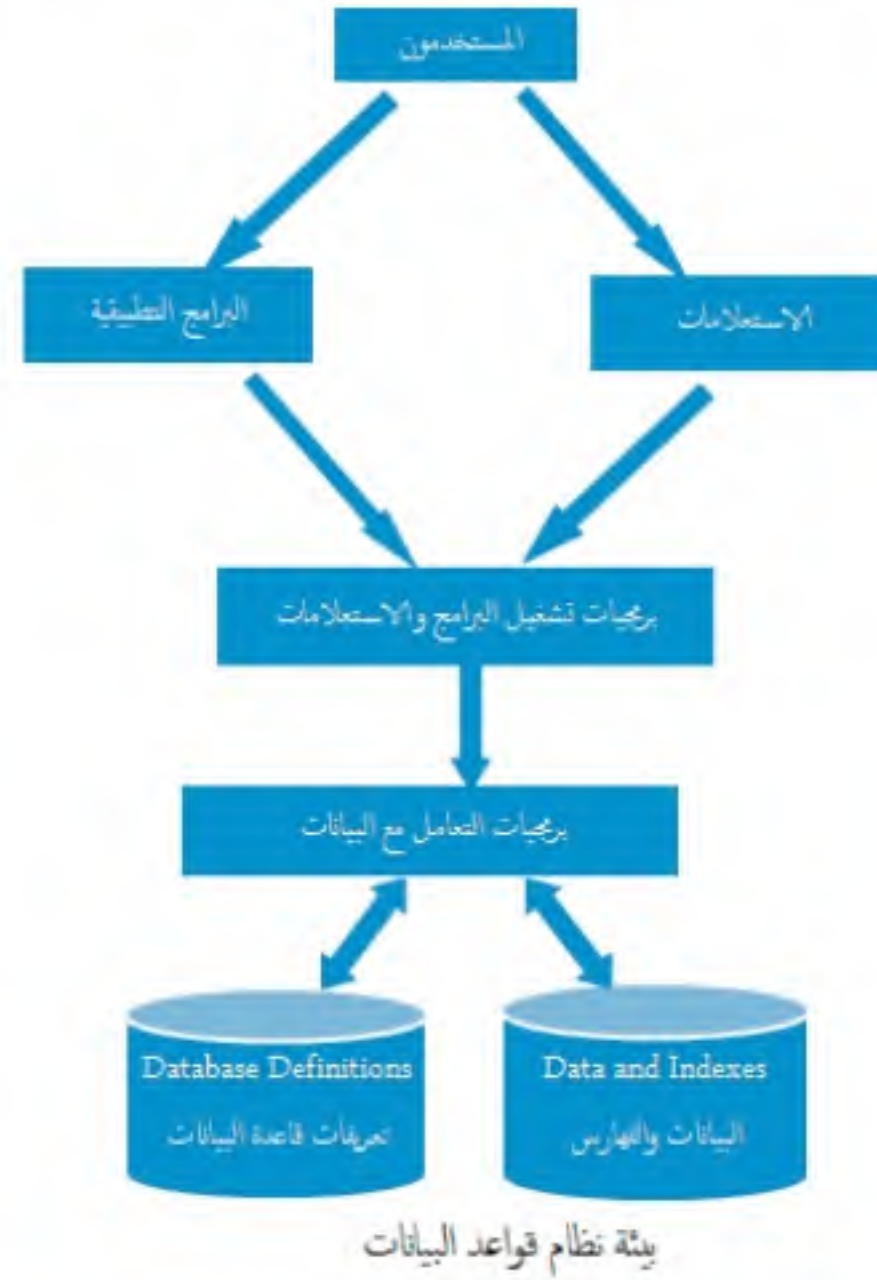 المستخدمون
الاستعلامات
البرامج التطبيقية
برمجيات تشغيل البرامج والاستعلامات
برمجيات التعامل مع البيانات
Database Definitions
تعريفات قاعدة البيانات
Data and Indexes
البيانات والفهارس
بيئة نظام قواعد البيانات